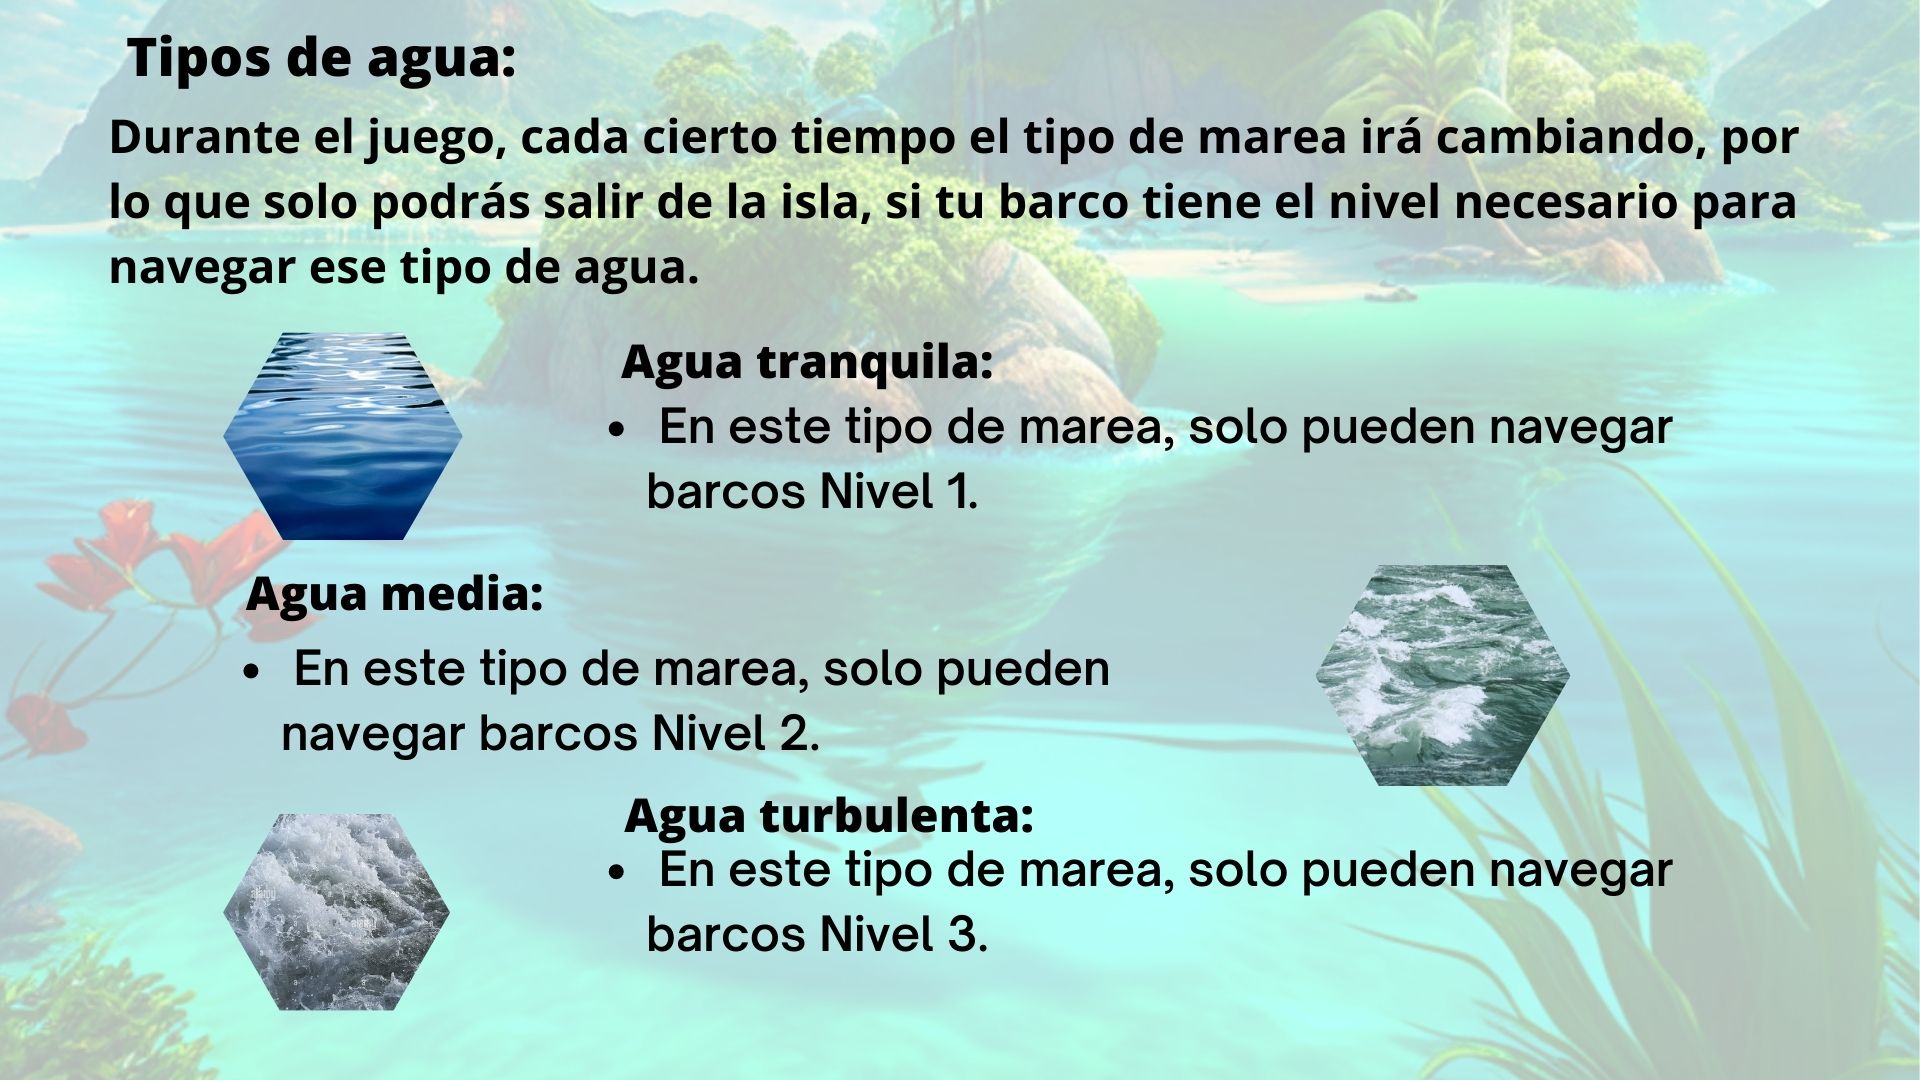 Tipos de agua:
Durante el juego, cada cierto tiempo el tipo de marea irá cambiando, por
lo que solo podrás salir de la isla, si tu barco tiene el nivel necesario para
navegar ese tipo de agua.
Agua tranquila:
• En este tipo de marea, solo pueden navegar
barcos Nivel 1.
Agua media:
• En este tipo de marea, solo pueden
navegar barcos Nivel 2.
Agua turbulenta:
• En este tipo de marea, solo pueden navegar
barcos Nivel 3.
alamy
alamy